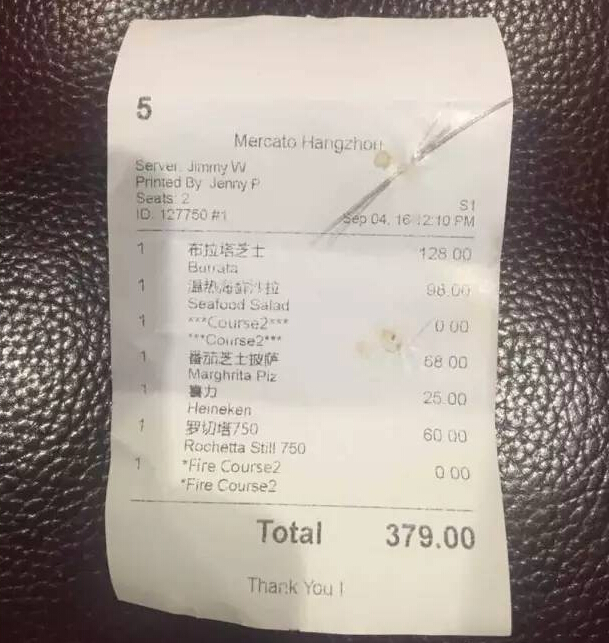 5
Mercato Hangzhou
Server: Jimmy W
Printed By: Jenny P
Seats: 2
S1
ID: 127750 #1 Sep 04, 16 12:10 PM
1 布拉塔芝士 128.00
Burrata
1 温热海鲜沙拉 98.00
Seafood Salad
1 ***Course2*** 0.00
***Course2***
1 番茄芝士披萨 68.00
Marghrita Piz
1 喜力 25.00
Heineken
1 罗切塔750 60.00
Rochetta Still 750
1 *Fire Course2 0.00
*Fire Course2
Total 379.00
Thank You !